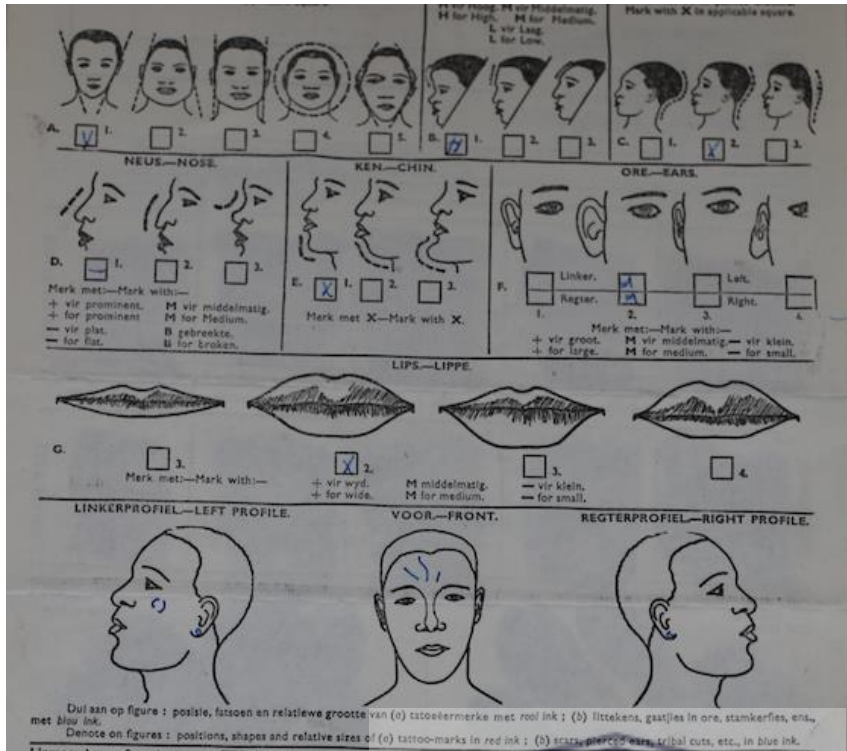 H vir Hoog. M vir Middelmatig.
H for High. M for Medium.
L vir Laag.
L for Low.
Mark with X in applicable square.
A. V 1. 2. 3. 4. 5.
B. H 1. 2. 3.
C. 1. X 2. 3.
NEUS.—NOSE.
D. — 1. 2. 3.
Merk met:—Mark with:—
+ vir prominent. M vir middelmatig.
+ for prominent M for Medium.
— vir plat. B gebreekte.
— for flat. B for broken.
KEN.—CHIN.
E. X 1. 2. 3.
Merk met X—Mark with X.
ORE.—EARS.
F. Linker. Left.
Regter. Right.
1. 2. 3. 4.
Merk met:—Mark with:—
+ vir groot. M vir middelmatig. — vir klein.
+ for large. M for medium. — for small.
LIPS.—LIPPE.
G. 3. X 2. 3. 4.
Merk met:—Mark with:—
+ vir wyd. M middelmatig. — vir klein.
+ for wide. M for medium. — for small.
LINKERPROFIEL—LEFT PROFILE.
VOOR.—FRONT.
REGTERPROFIEL.—RIGHT PROFILE.
Dui aan op figure : posisie, fatsoen en relatiewe grootte van (a) tatoeëermerke met rooi ink ; (b) littekens, gaatjies in ore, stamkerfies, ens.,
met blou ink.
Denote on figures : positions, shapes and relative sizes of (a) tattoo-marks in red ink ; (b) scars, pierced ears, tribal cuts, etc., in blue ink.